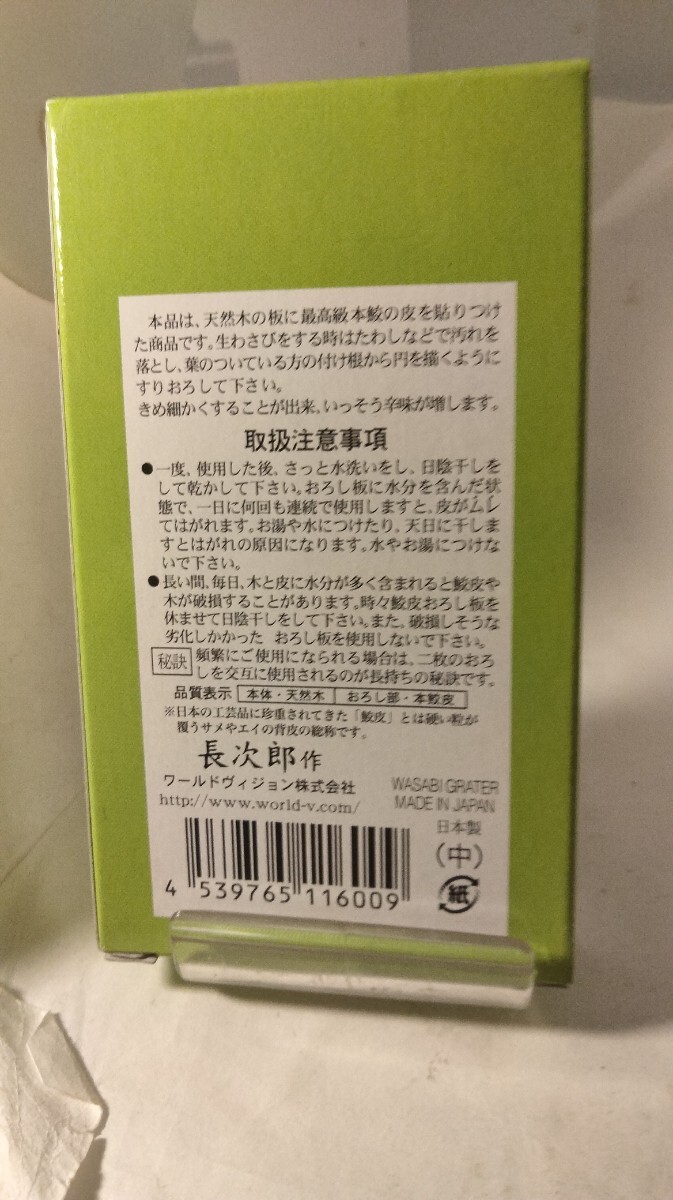 本品は、天然木の板に最高級本鮫の皮を貼りつけ
た商品です。生わさびをする時はたわしなどで汚れを
落とし、葉のついている方の付け根から円を描くように
すりおろして下さい。
きめ細かくすることが出来、いっそう辛味が増します。
取扱注意事項
●一度、使用した後、さっと水洗いをし、日陰干しを
して乾かして下さい。おろし板に水分を含んだ状
態で、一日に何回も連続で使用しますと、皮がムレ
てはがれます。お湯や水につけたり、天日に干しま
すとはがれの原因になります。水やお湯につけな
いで下さい。
●長い間、毎日、木と皮に水分が多く含まれると鮫皮や
木が破損することがあります。時々鮫皮おろし板を
休ませて日陰干しをして下さい。また、破損しそうな
劣化しかかった おろし板を使用しないで下さい。
秘訣 頻繁にご使用になられる場合は、二枚のおろ
しを交互に使用されるのが長持ちの秘訣です。
品質表示 本体・天然木 おろし部・本鮫皮
※日本の工芸品に珍重されてきた「鮫皮」とは硬い粒が
覆うサメやエイの背皮の総称です。
長次郎作
ワールドヴィジョン株式会社
http://www.world-v.com/
WASABI GRATER
MADE IN JAPAN
日本製
(中)
紙
4 539765 116009